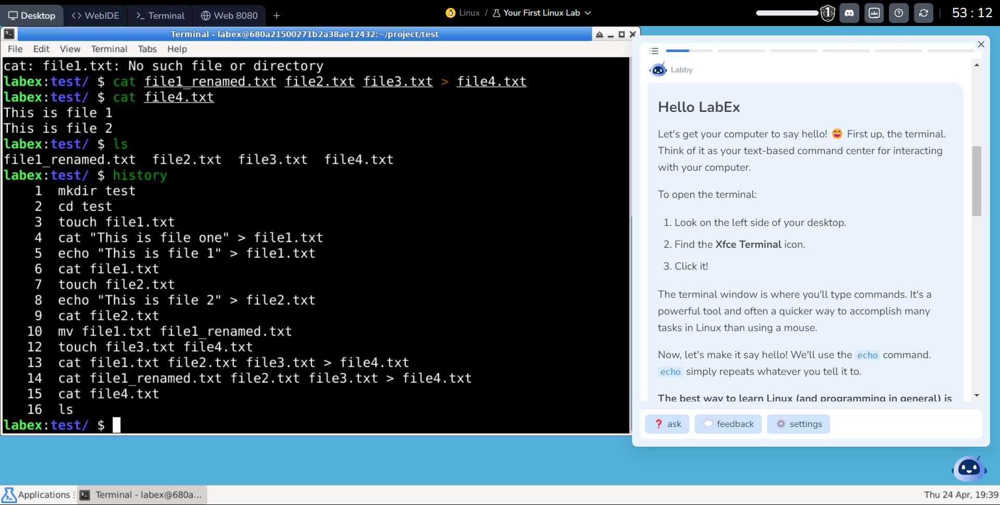 Desktop
WebIDE
Terminal
Web 8080
Linux / Your First Linux Lab
1
53 : 12
Terminal - labex@680a21500271b2a38ae12432:~/project/test
File Edit View Terminal Tabs Help
cat: file1.txt: No such file or directory
labex:test/ $ cat file1_renamed.txt file2.txt file3.txt > file4.txt
labex:test/ $ cat file4.txt
This is file 1
This is file 2
labex:test/ $ ls
file1_renamed.txt  file2.txt  file3.txt  file4.txt
labex:test/ $ history
1  mkdir test
2  cd test
3  touch file1.txt
4  cat "This is file one" > file1.txt
5  echo "This is file 1" > file1.txt
6  cat file1.txt
7  touch file2.txt
8  echo "This is file 2" > file2.txt
9  cat file2.txt
10  mv file1.txt file1_renamed.txt
12  touch file3.txt file4.txt
13  cat file1.txt file2.txt file3.txt > file4.txt
14  cat file1_renamed.txt file2.txt file3.txt > file4.txt
15  cat file4.txt
16  ls
labex:test/ $
Labby
Hello LabEx
Let's get your computer to say hello! 😄 First up, the terminal.
Think of it as your text-based command center for interacting
with your computer.
To open the terminal:
1. Look on the left side of your desktop.
2. Find the Xfce Terminal icon.
3. Click it!
The terminal window is where you'll type commands. It's a
powerful tool and often a quicker way to accomplish many
tasks in Linux than using a mouse.
Now, let's make it say hello! We'll use the echo command.
echo simply repeats whatever you tell it to.
The best way to learn Linux (and programming in general) is
❓ ask
💬 feedback
⚙️ settings
Applications
Terminal - labex@680a...
Thu 24 Apr, 19:39